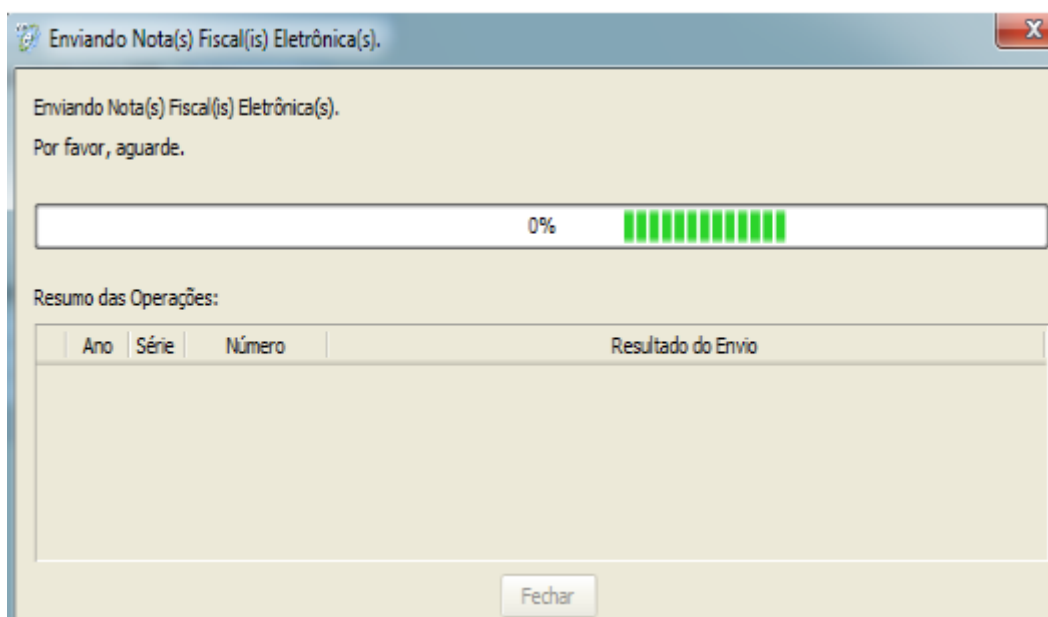 Enviando Nota(s) Fiscal(is) Eletrônica(s).
X
Enviando Nota(s) Fiscal(is) Eletrônica(s).
Por favor, aguarde.
0%
Resumo das Operações:
Ano Série Número Resultado do Envio
Fechar